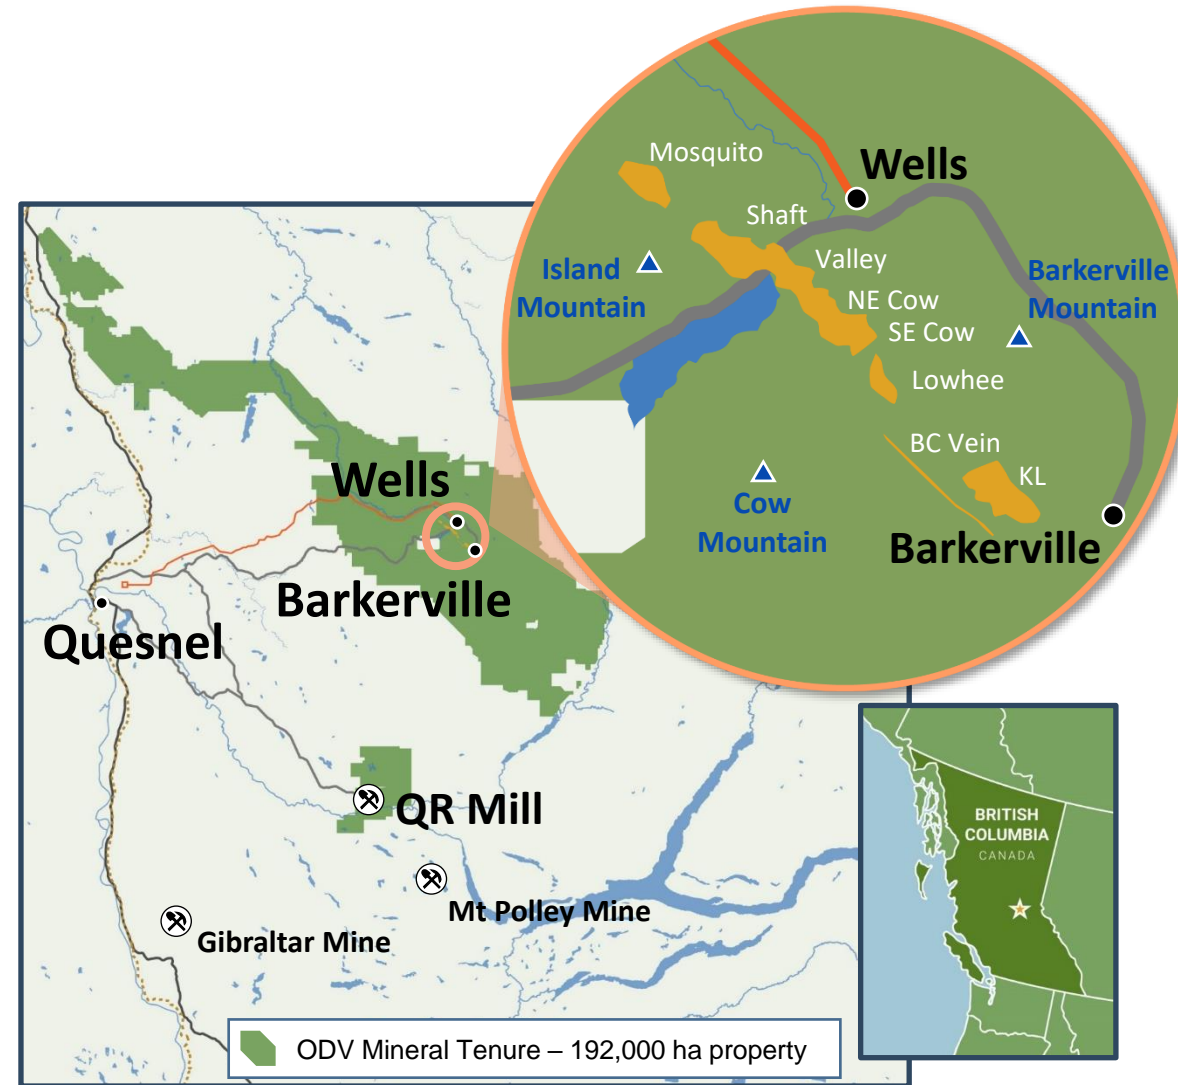 Mosquito
Wells
Shaft
Island
Mountain
Valley
Barkerville
Mountain
NE Cow
SE Cow
Lowhee
BC Vein
KL
Cow
Mountain
Barkerville
Wells
Barkerville
Quesnel
QR Mill
Mt Polley Mine
Gibraltar Mine
BRITISH
COLUMBIA
CANADA
ODV Mineral Tenure – 192,000 ha property